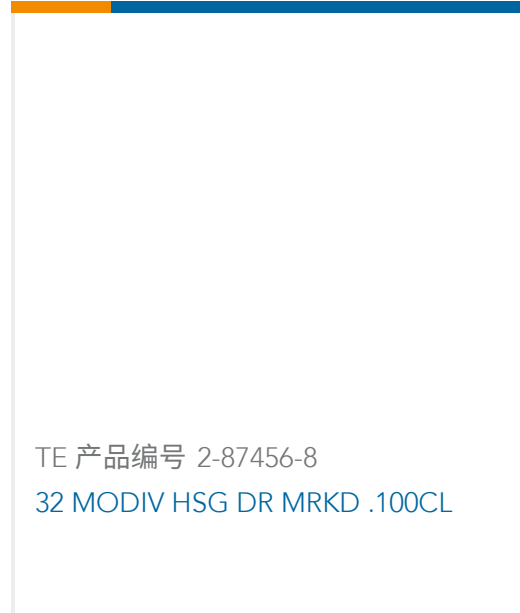 TE 产品编号 2-87456-8
32 MODIV HSG DR MRKD .100CL